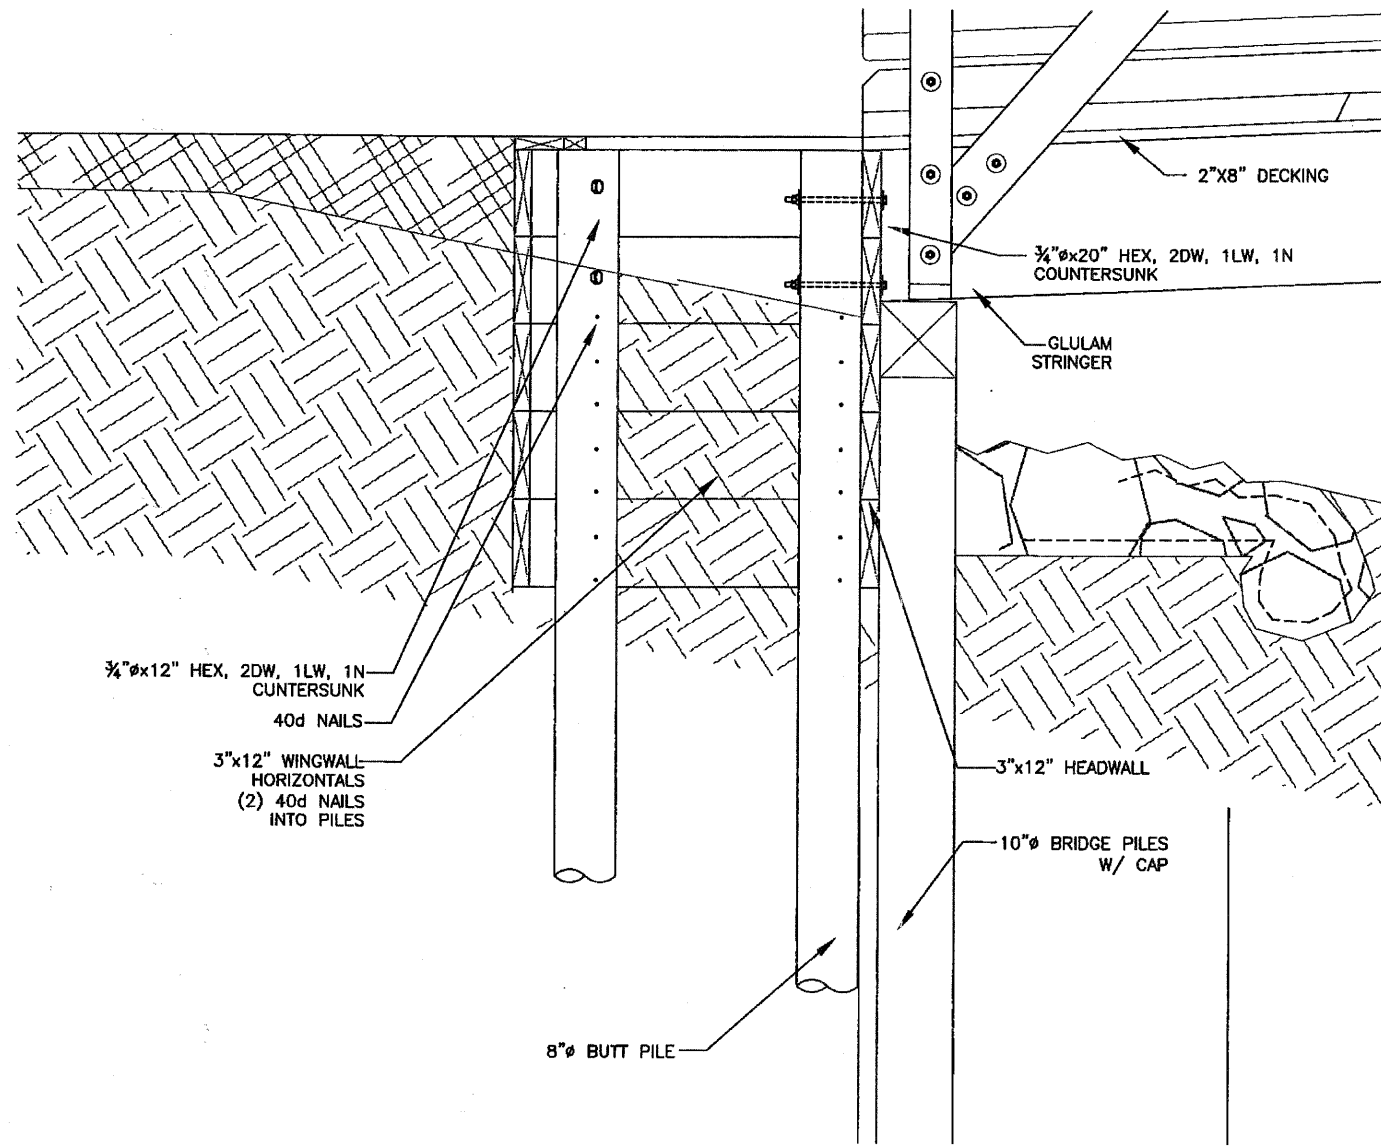 2"X8" DECKING
¾"øx20" HEX, 2DW, 1LW, 1N
COUNTERSUNK
GLULAM
STRINGER
¾"øx12" HEX, 2DW, 1LW, 1N
CUNTERSUNK
40d NAILS
3"x12" WINGWALL
HORIZONTALS
(2) 40d NAILS
INTO PILES
3"x12" HEADWALL
10"ø BRIDGE PILES
W/ CAP
8"ø BUTT PILE